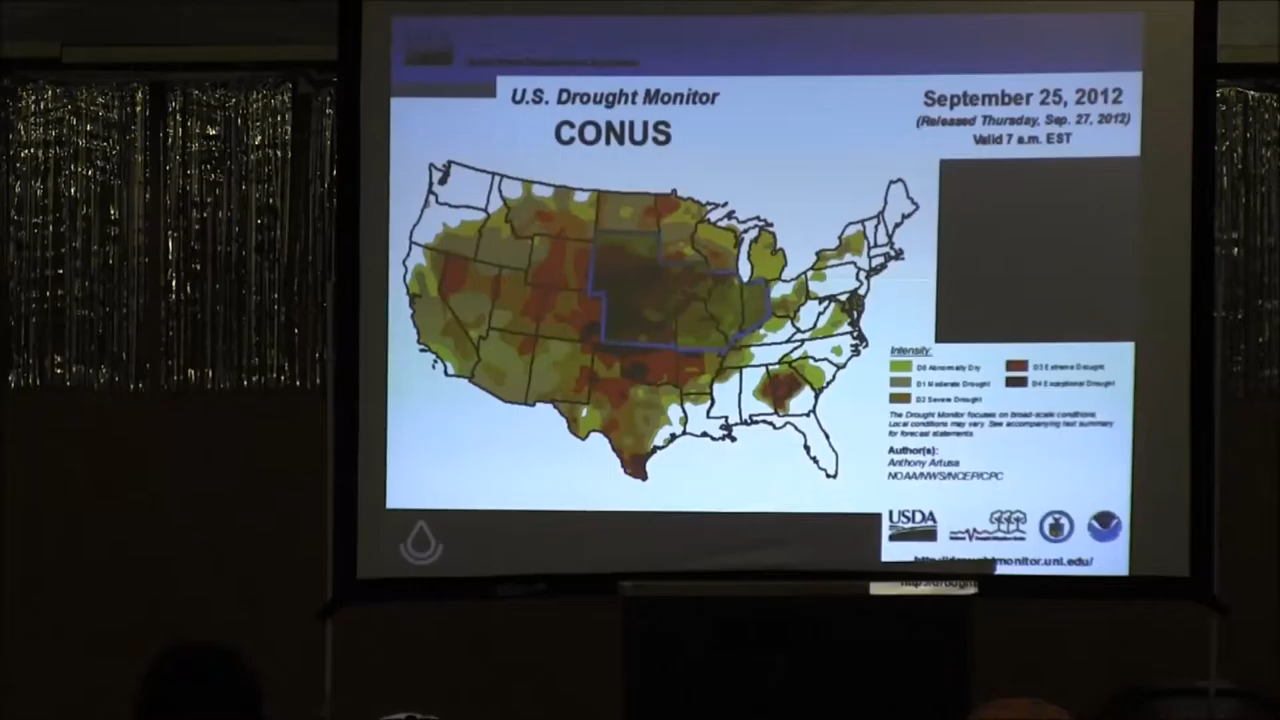 U.S. Drought Monitor
CONUS
September 25, 2012
(Released Thursday, Sep. 27, 2012)
Valid 7 a.m. EST
Intensity:
D0 Abnormally Dry
D1 Moderate Drought
D2 Severe Drought
D3 Extreme Drought
D4 Exceptional Drought
The Drought Monitor focuses on broad-scale conditions.
Local conditions may vary. See accompanying text summary
for forecast statements.
Author(s):
Anthony Artusa
NOAA/NWS/NCEP/CPC
USDA
http://droughtmonitor.unl.edu/